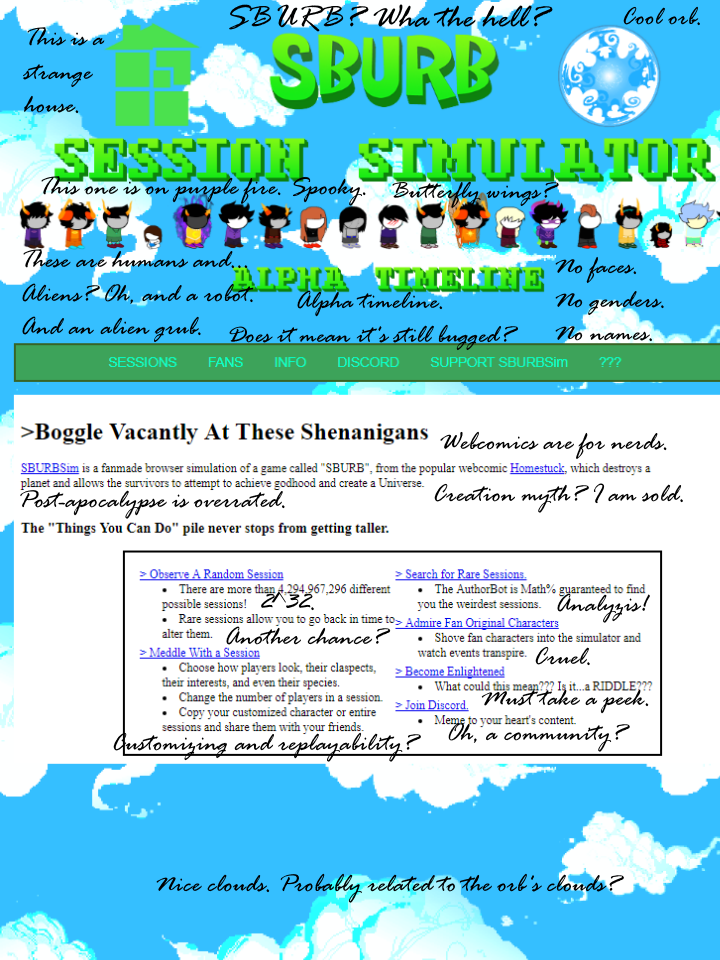 SBURB? Wha the hell?
Cool orb.
This is a
strange
house.
SBURB
SESSION SIMULATOR
This one is on purple fire. Spooky.
Butterfly wings?
These are humans and...
Aliens? Oh, and a robot.
And an alien grub.
ALPHA TIMELINE
Alpha timeline.
Does it mean it's still bugged?
No faces.
No genders.
No names.
SESSIONS FANS INFO DISCORD SUPPORT SBURBSim ???
>Boggle Vacantly At These Shenanigans
Webcomics are for nerds.
SBURBSim is a fanmade browser simulation of a game called "SBURB", from the popular webcomic Homestuck, which destroys a
planet and allows the survivors to attempt to achieve godhood and create a Universe.
Post-apocalypse is overrated.
Creation myth? I am sold.
The "Things You Can Do" pile never stops from getting taller.
> Observe A Random Session
• There are more than 4,294,967,296 different
possible sessions!
2^32.
• Rare sessions allow you to go back in time to
alter them.
Another chance?
> Meddle With a Session
• Choose how players look, their claspects,
their interests, and even their species.
• Change the number of players in a session.
• Copy your customized character or entire
sessions and share them with your friends.
Customizing and replayability?
> Search for Rare Sessions.
• The AuthorBot is Math% guaranteed to find
you the weirdest sessions.
Analyzis!
> Admire Fan Original Characters
• Shove fan characters into the simulator and
watch events transpire.
Cruel.
> Become Enlightened
• What could this mean??? Is it...a RIDDLE???
Must take a peek.
> Join Discord.
• Meme to your heart's content.
Oh, a community?
Nice clouds. Probably related to the orb's clouds?